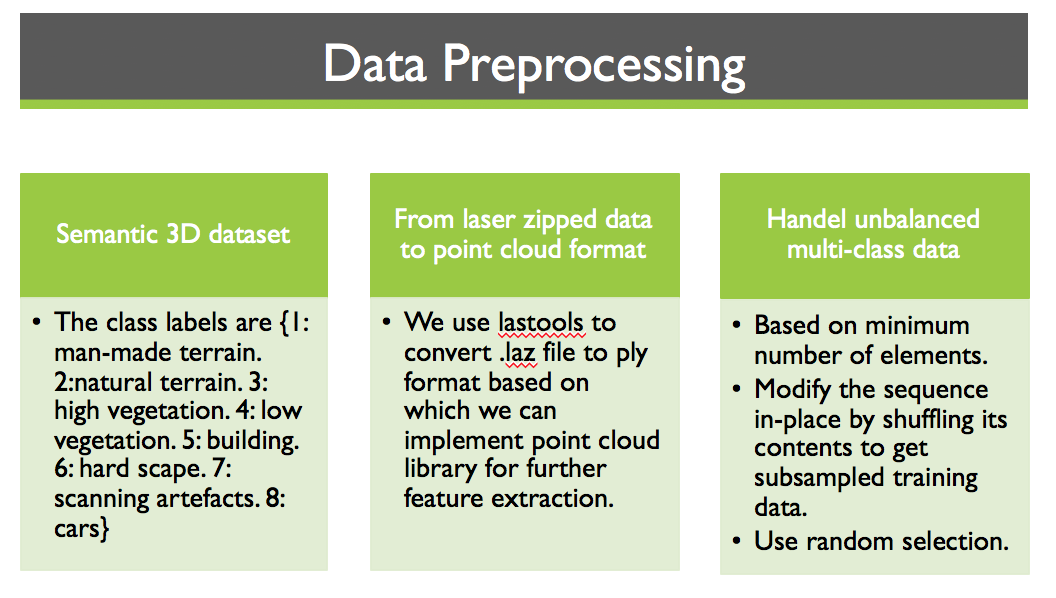 Data Preprocessing
Semantic 3D dataset
• The class labels are {1:
man-made terrain.
2:natural terrain. 3:
high vegetation. 4: low
vegetation. 5: building.
6: hard scape. 7:
scanning artefacts. 8:
cars}
From laser zipped data
to point cloud format
• We use lastools to
convert .laz file to ply
format based on
which we can
implement point cloud
library for further
feature extraction.
Handel unbalanced
multi-class data
• Based on minimum
number of elements.
• Modify the sequence
in-place by shuffling its
contents to get
subsampled training
data.
• Use random selection.